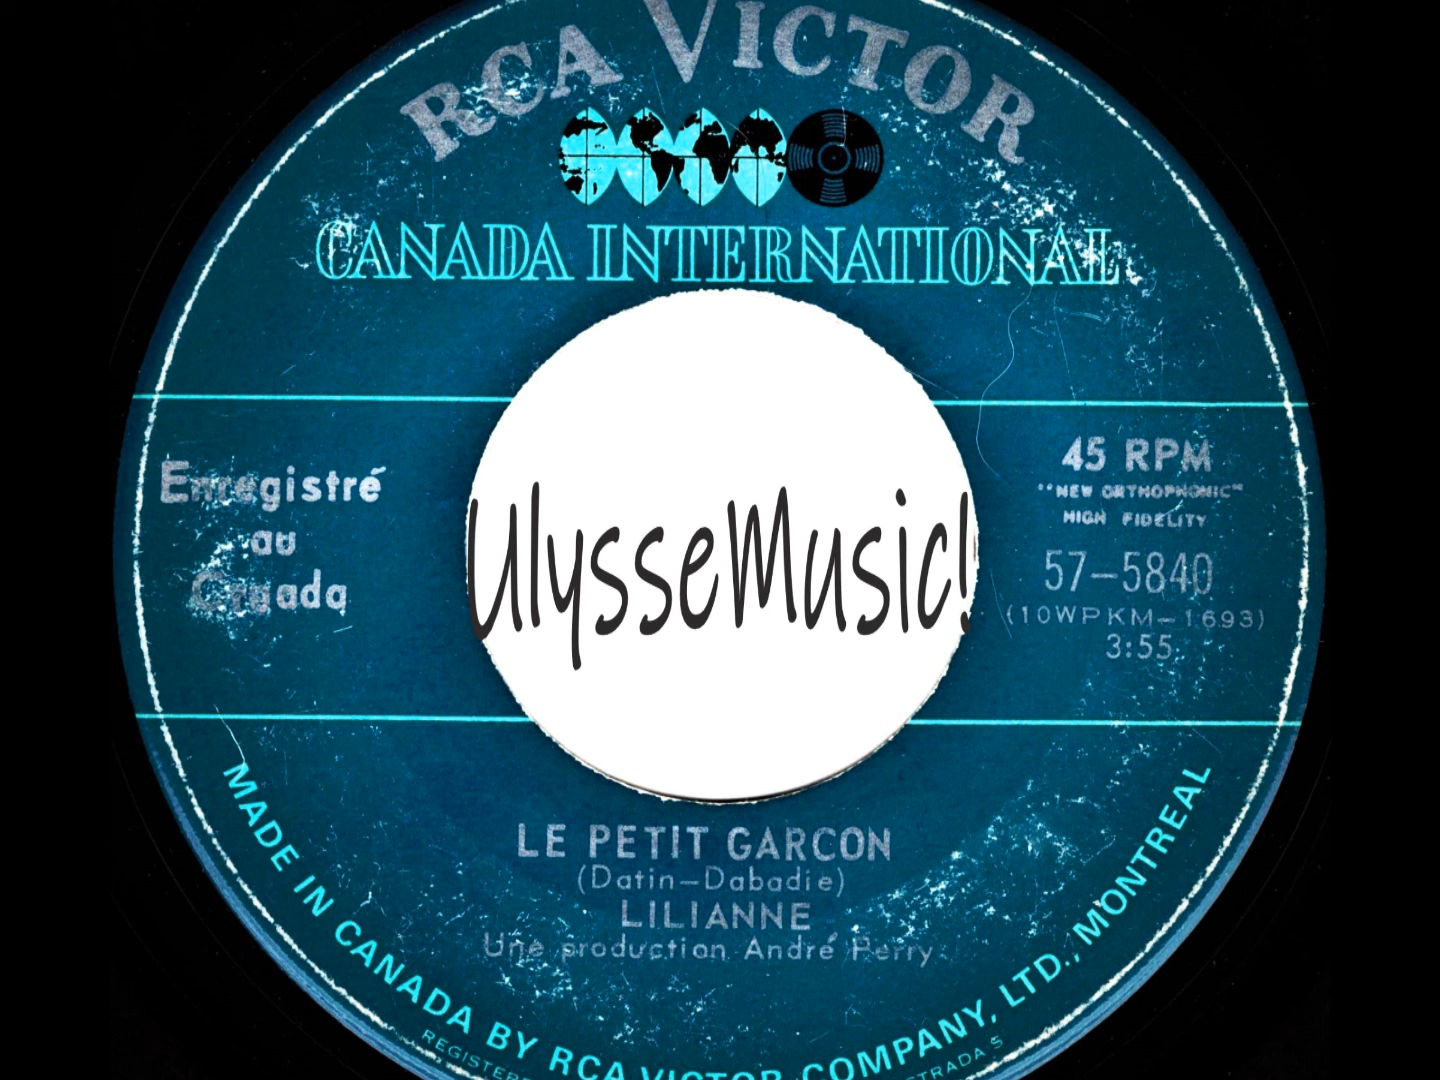 RCA VICTOR
CANADA INTERNATIONAL
Enregistré
au
Canada
45 RPM
"NEW ORTHOPHONIC"
HIGH FIDELITY
57-5840
(10WPKM-1693)
3:55
UlysseMusic!
LE PETIT GARCON
(Datin-Dabadie)
LILIANNE
Une production André Perry
MADE IN CANADA BY RCA VICTOR COMPANY, LTD., MONTREAL